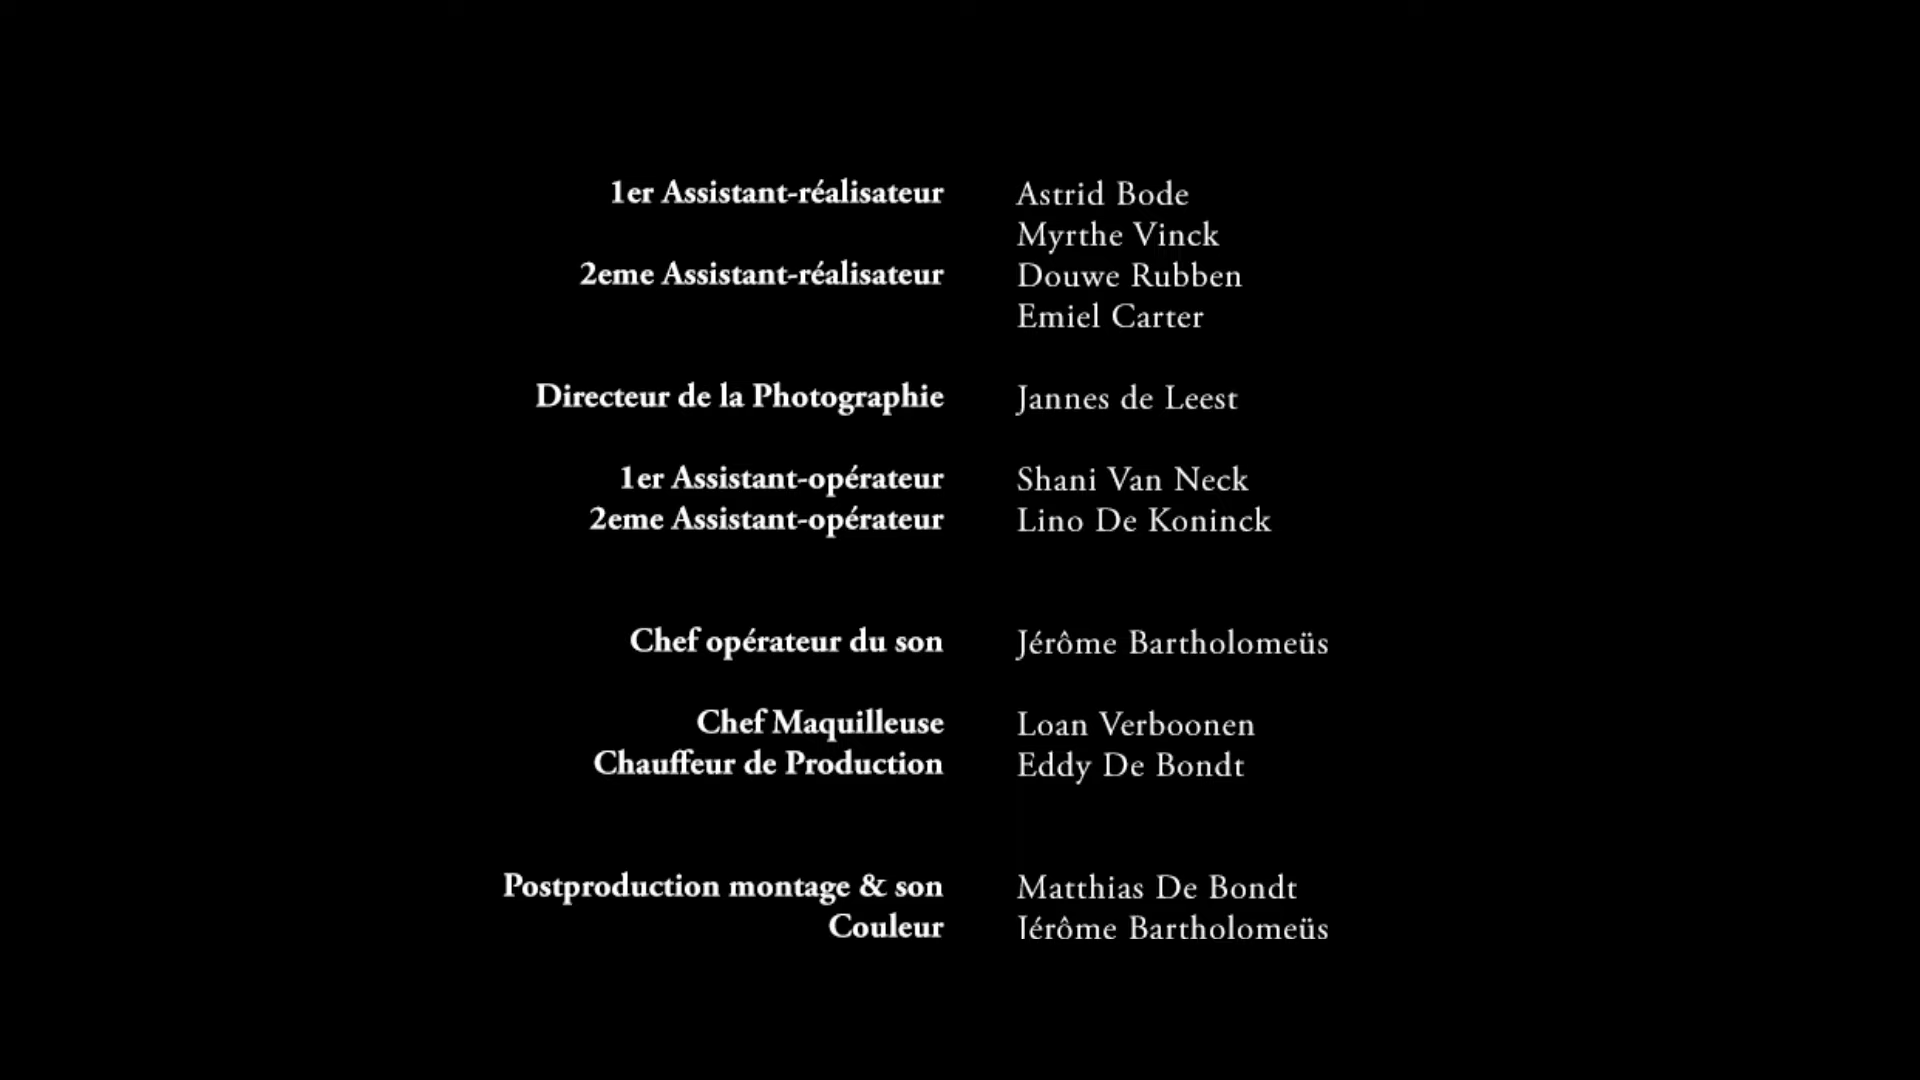 1er Assistant-réalisateur Astrid Bode
Myrthe Vinck
2eme Assistant-réalisateur Douwe Rubben
Emiel Carter
Directeur de la Photographie Jannes de Leest
1er Assistant-opérateur Shani Van Neck
2eme Assistant-opérateur Lino De Koninck
Chef opérateur du son Jérôme Bartholomeüs
Chef Maquilleuse Loan Verboonen
Chauffeur de Production Eddy De Bondt
Postproduction montage & son Matthias De Bondt
Couleur Jérôme Bartholomeüs